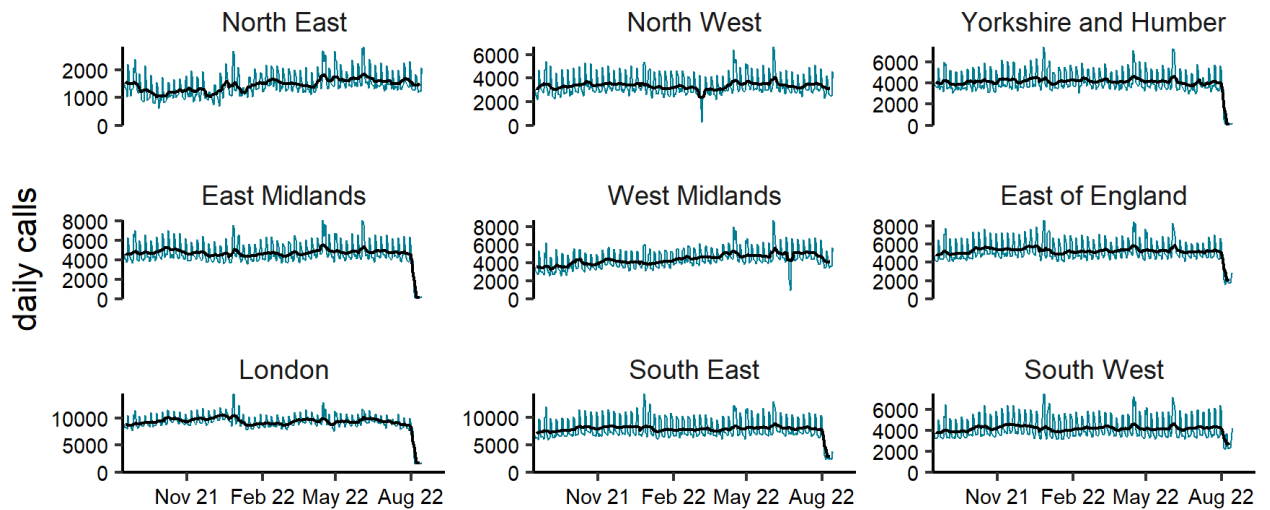 North East
North West
Yorkshire and Humber
2000
1000
0
6000
4000
2000
0
6000
4000
2000
0
daily calls
East Midlands
West Midlands
East of England
8000
6000
4000
2000
0
8000
6000
4000
2000
0
8000
6000
4000
2000
0
London
South East
South West
10000
5000
0
10000
5000
0
6000
4000
2000
0
Nov 21 Feb 22 May 22 Aug 22
Nov 21 Feb 22 May 22 Aug 22
Nov 21 Feb 22 May 22 Aug 22